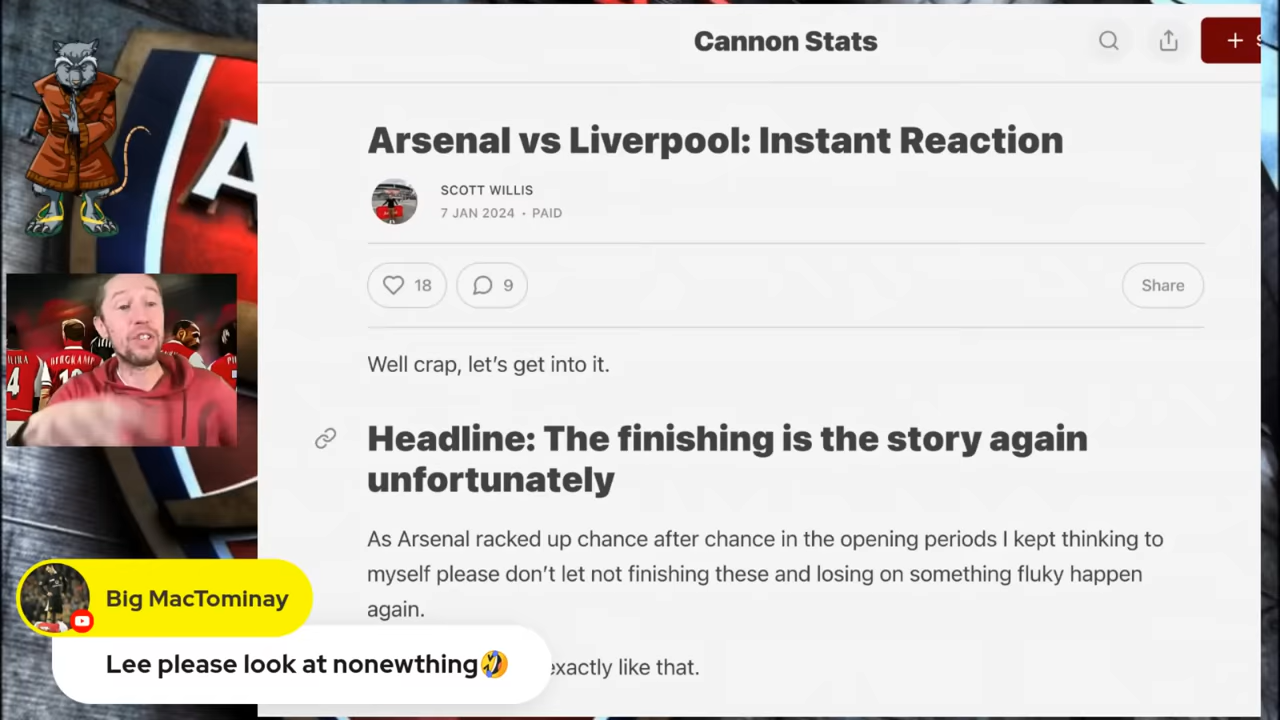 Cannon Stats
Arsenal vs Liverpool: Instant Reaction
SCOTT WILLIS
7 JAN 2024 · PAID
18
9
Share
Well crap, let’s get into it.
Headline: The finishing is the story again
unfortunately
As Arsenal racked up chance after chance in the opening periods I kept thinking to
myself please don’t let not finishing these and losing on something fluky happen
again.
exactly like that.
Big MacTominay
Lee please look at nonewthing🤣
A
4
BERGKAMP
10